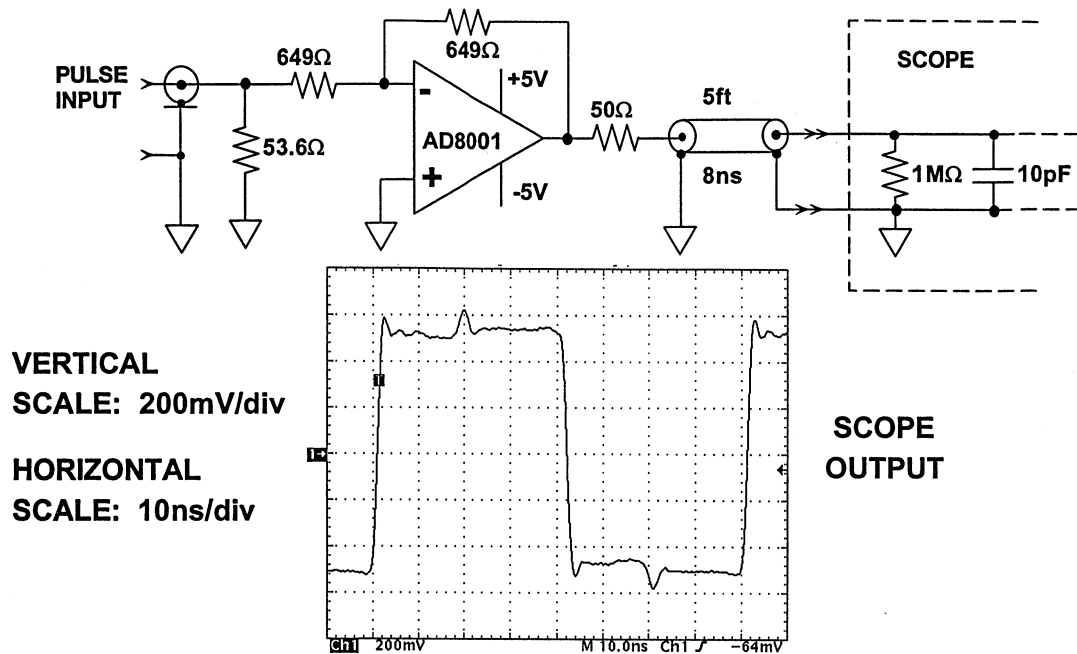 PULSE
INPUT
649Ω
649Ω
53.6Ω
-
+
AD8001
+5V
-5V
50Ω
5ft
8ns
SCOPE
1MΩ
10pF
VERTICAL
SCALE: 200mV/div
HORIZONTAL
SCALE: 10ns/div
T
1
SCOPE
OUTPUT
Ch1 200mV M 10.0ns Ch1 -64mV